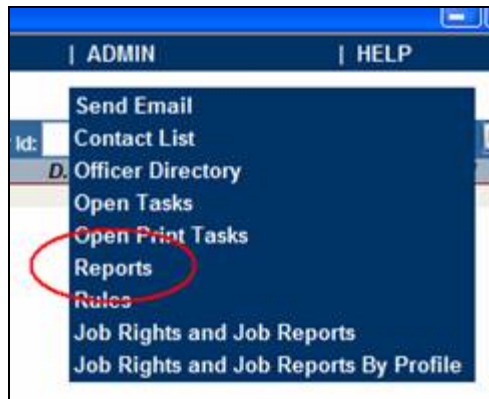 | ADMIN | HELP
Send Email
Id: Contact List
D. Officer Directory
Open Tasks
Open Print Tasks
Reports
Rules
Job Rights and Job Reports
Job Rights and Job Reports By Profile